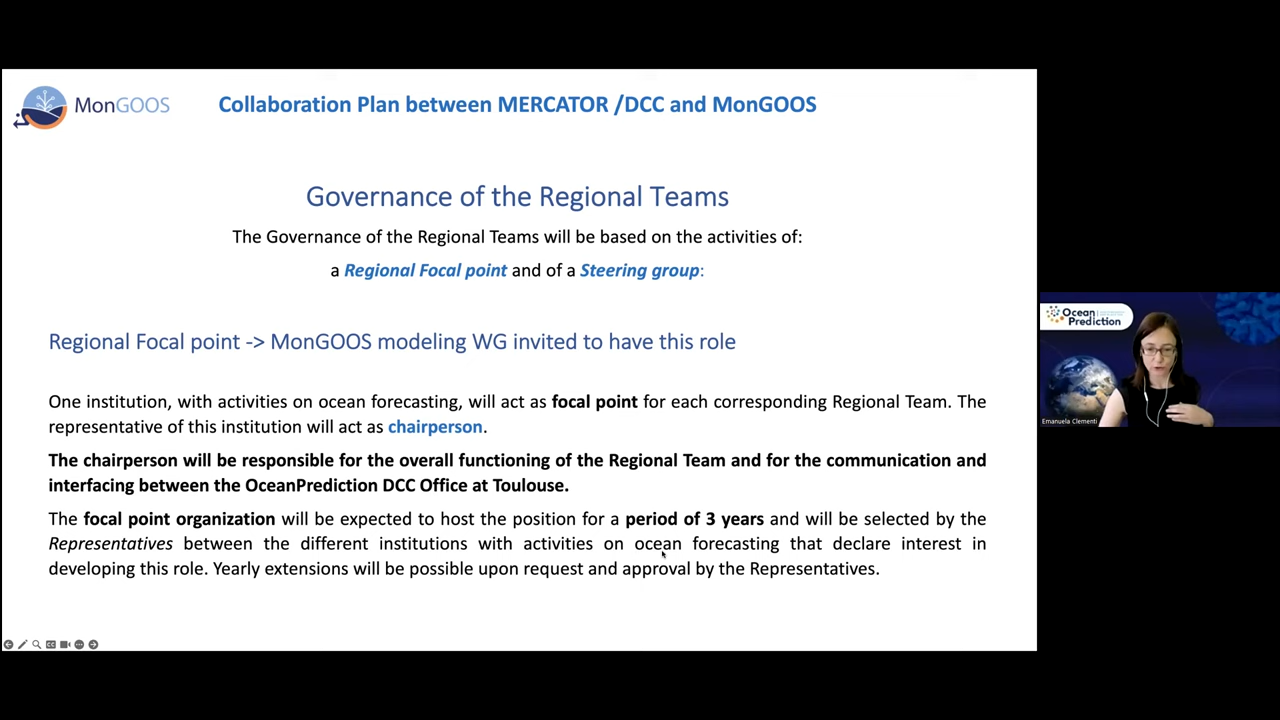 MonGOOS
Collaboration Plan between MERCATOR /DCC and MonGOOS
Governance of the Regional Teams
The Governance of the Regional Teams will be based on the activities of:
a Regional Focal point and of a Steering group:
Regional Focal point -> MonGOOS modeling WG invited to have this role
One institution, with activities on ocean forecasting, will act as focal point for each corresponding Regional Team. The
representative of this institution will act as chairperson.
The chairperson will be responsible for the overall functioning of the Regional Team and for the communication and
interfacing between the OceanPrediction DCC Office at Toulouse.
The focal point organization will be expected to host the position for a period of 3 years and will be selected by the
Representatives between the different institutions with activities on ocean forecasting that declare interest in
developing this role. Yearly extensions will be possible upon request and approval by the Representatives.
Ocean
Prediction
Emanuela Clementi